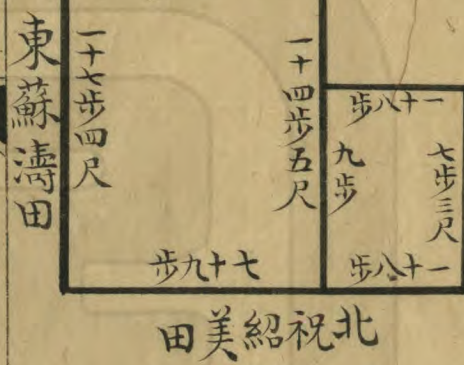 一十八步
七步三尺
九步
一十八步
一十四步五尺
一十七步四尺
七十九步
東蘇濤田
北祝紹美田